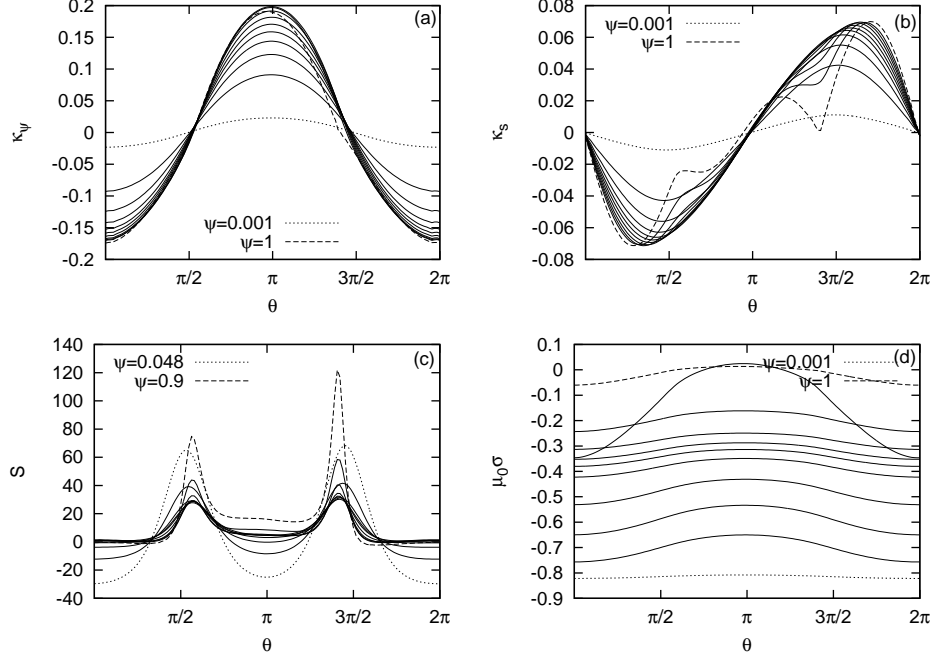 (a)
κψ
0.2
0.15
0.1
0.05
0
-0.05
-0.1
-0.15
-0.2
ψ=0.001
ψ=1
π/2
π
3π/2
2π
θ
(b)
κs
0.08
0.06
0.04
0.02
0
-0.02
-0.04
-0.06
-0.08
ψ=0.001
ψ=1
π/2
π
3π/2
2π
θ
(c)
S
140
120
100
80
60
40
20
0
-20
-40
ψ=0.048
ψ=0.9
π/2
π
3π/2
2π
θ
(d)
μ0σ
0.1
0
-0.1
-0.2
-0.3
-0.4
-0.5
-0.6
-0.7
-0.8
-0.9
ψ=0.001
ψ=1
π/2
π
3π/2
2π
θ